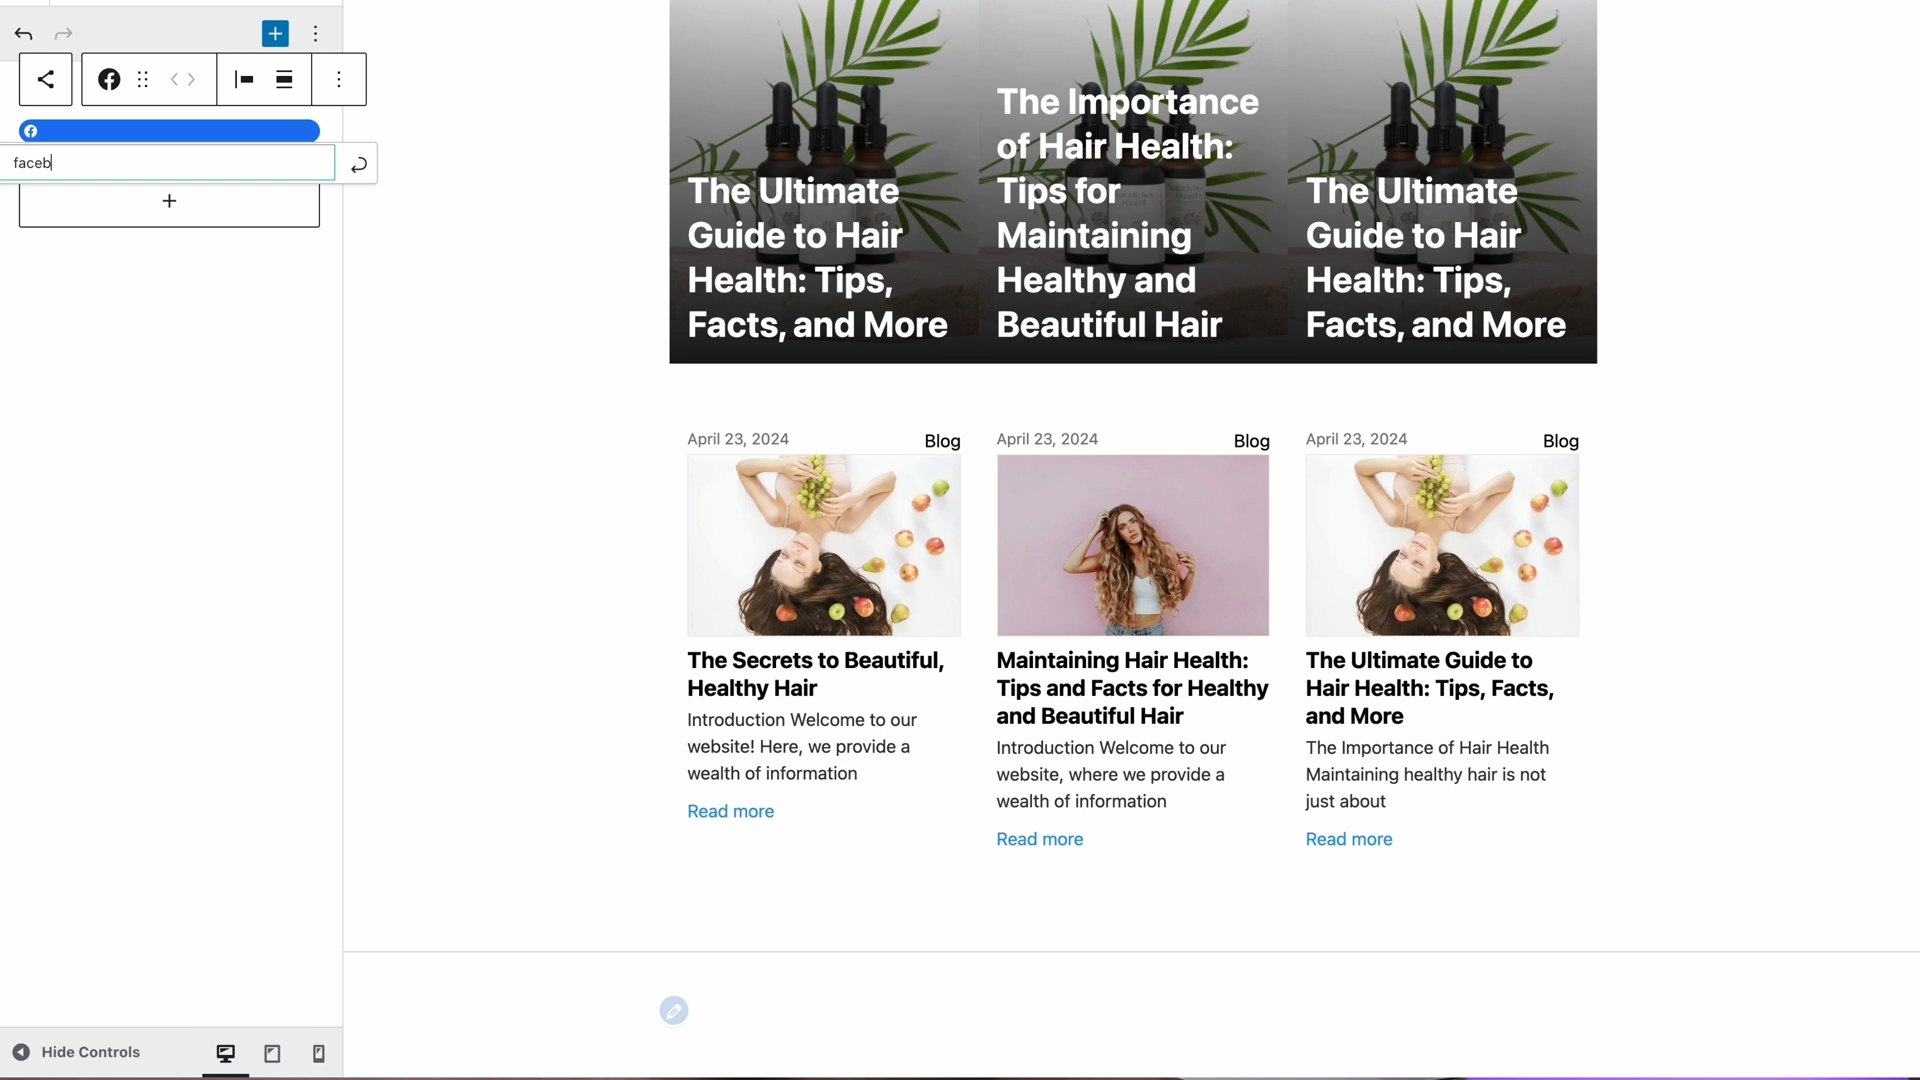 faceb
The Ultimate
Guide to Hair
Health: Tips,
Facts, and More
The Importance
of Hair Health:
Tips for
Maintaining
Healthy and
Beautiful Hair
The Ultimate
Guide to Hair
Health: Tips,
Facts, and More
April 23, 2024
Blog
The Secrets to Beautiful,
Healthy Hair
Introduction Welcome to our
website! Here, we provide a
wealth of information
Read more
April 23, 2024
Blog
Maintaining Hair Health:
Tips and Facts for Healthy
and Beautiful Hair
Introduction Welcome to our
website, where we provide a
wealth of information
Read more
April 23, 2024
Blog
The Ultimate Guide to
Hair Health: Tips, Facts,
and More
The Importance of Hair Health
Maintaining healthy hair is not
just about
Read more
Hide Controls